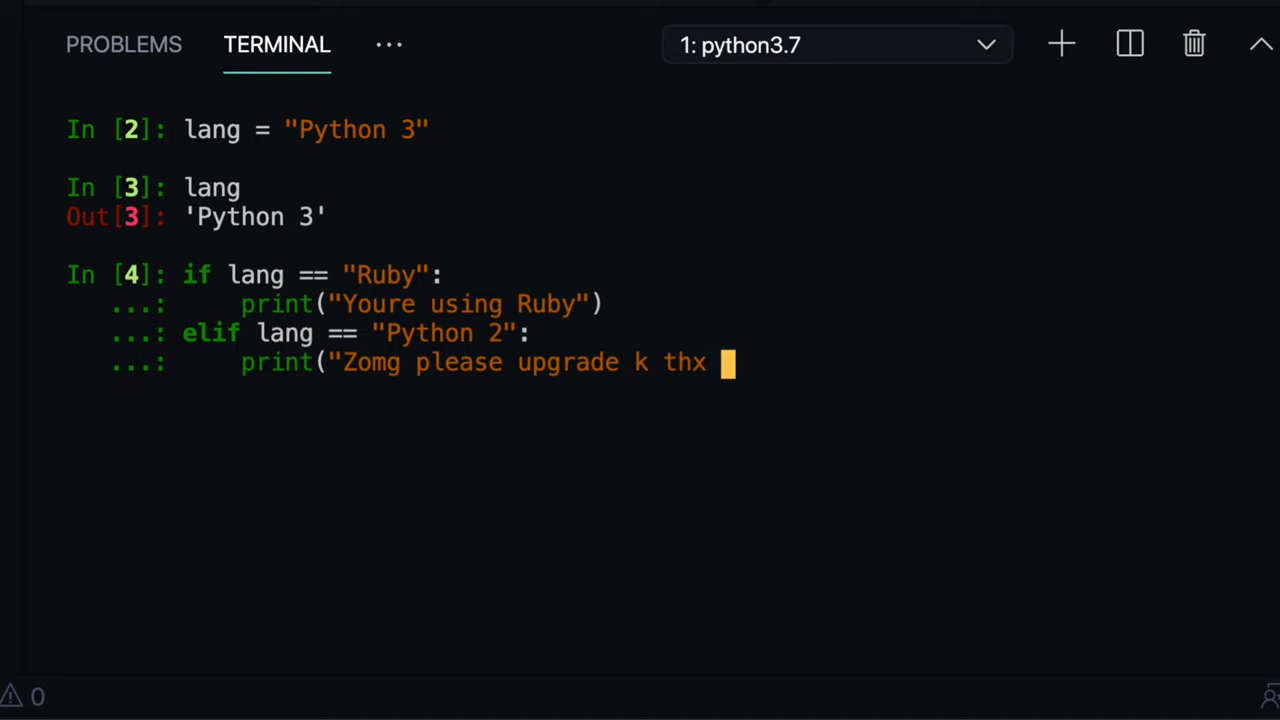 PROBLEMS TERMINAL ... 1: python3.7
In [2]: lang = "Python 3"
In [3]: lang
Out[3]: 'Python 3'
In [4]: if lang == "Ruby":
...: print("Youre using Ruby")
...: elif lang == "Python 2":
...: print("Zomg please upgrade k thx
0